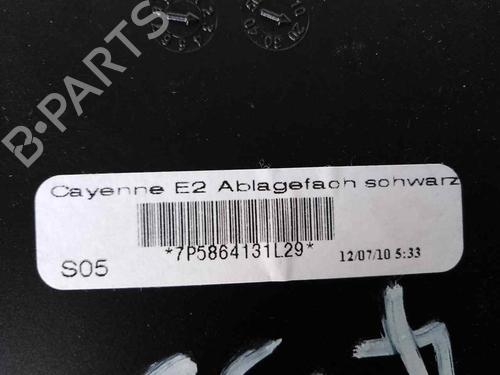 B-PARTS
Cayenne E2 Ablagefach schwarz
*7P5864131L29*
S05
12/07/10 5:33